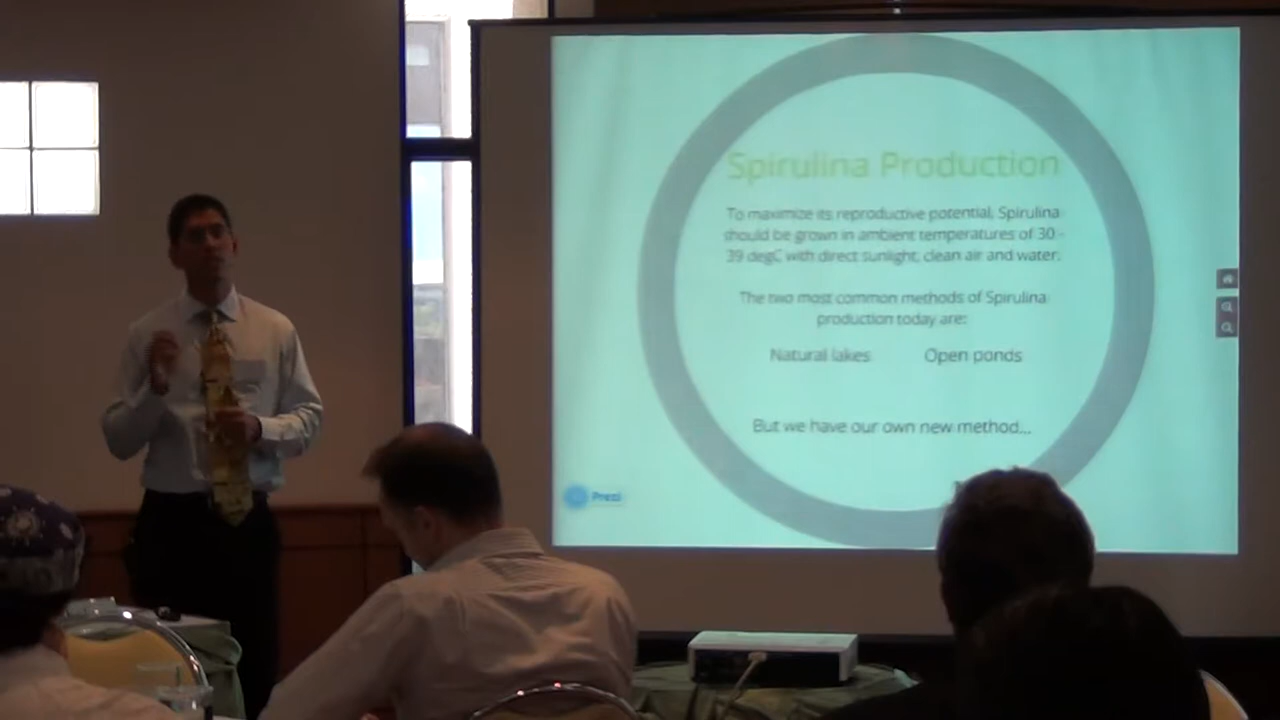 Spirulina Production
To maximize its reproductive potential, Spirulina
should be grown in ambient temperatures of 30 -
39 degC with direct sunlight, clean air and water.
The two most common methods of Spirulina
production today are:
Natural lakes Open ponds
But we have our own new method...
Prezi